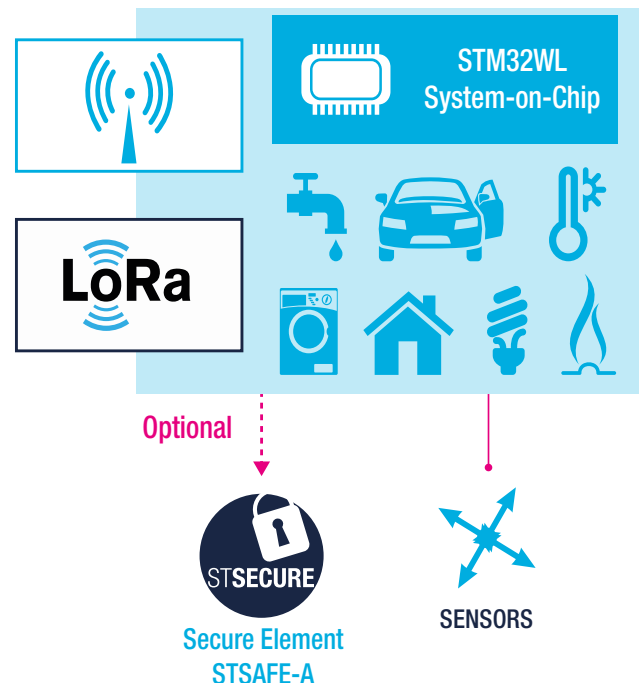 STM32WL
System-on-Chip
LoRa
Optional
STSECURE
SENSORS
Secure Element
STSAFE-A